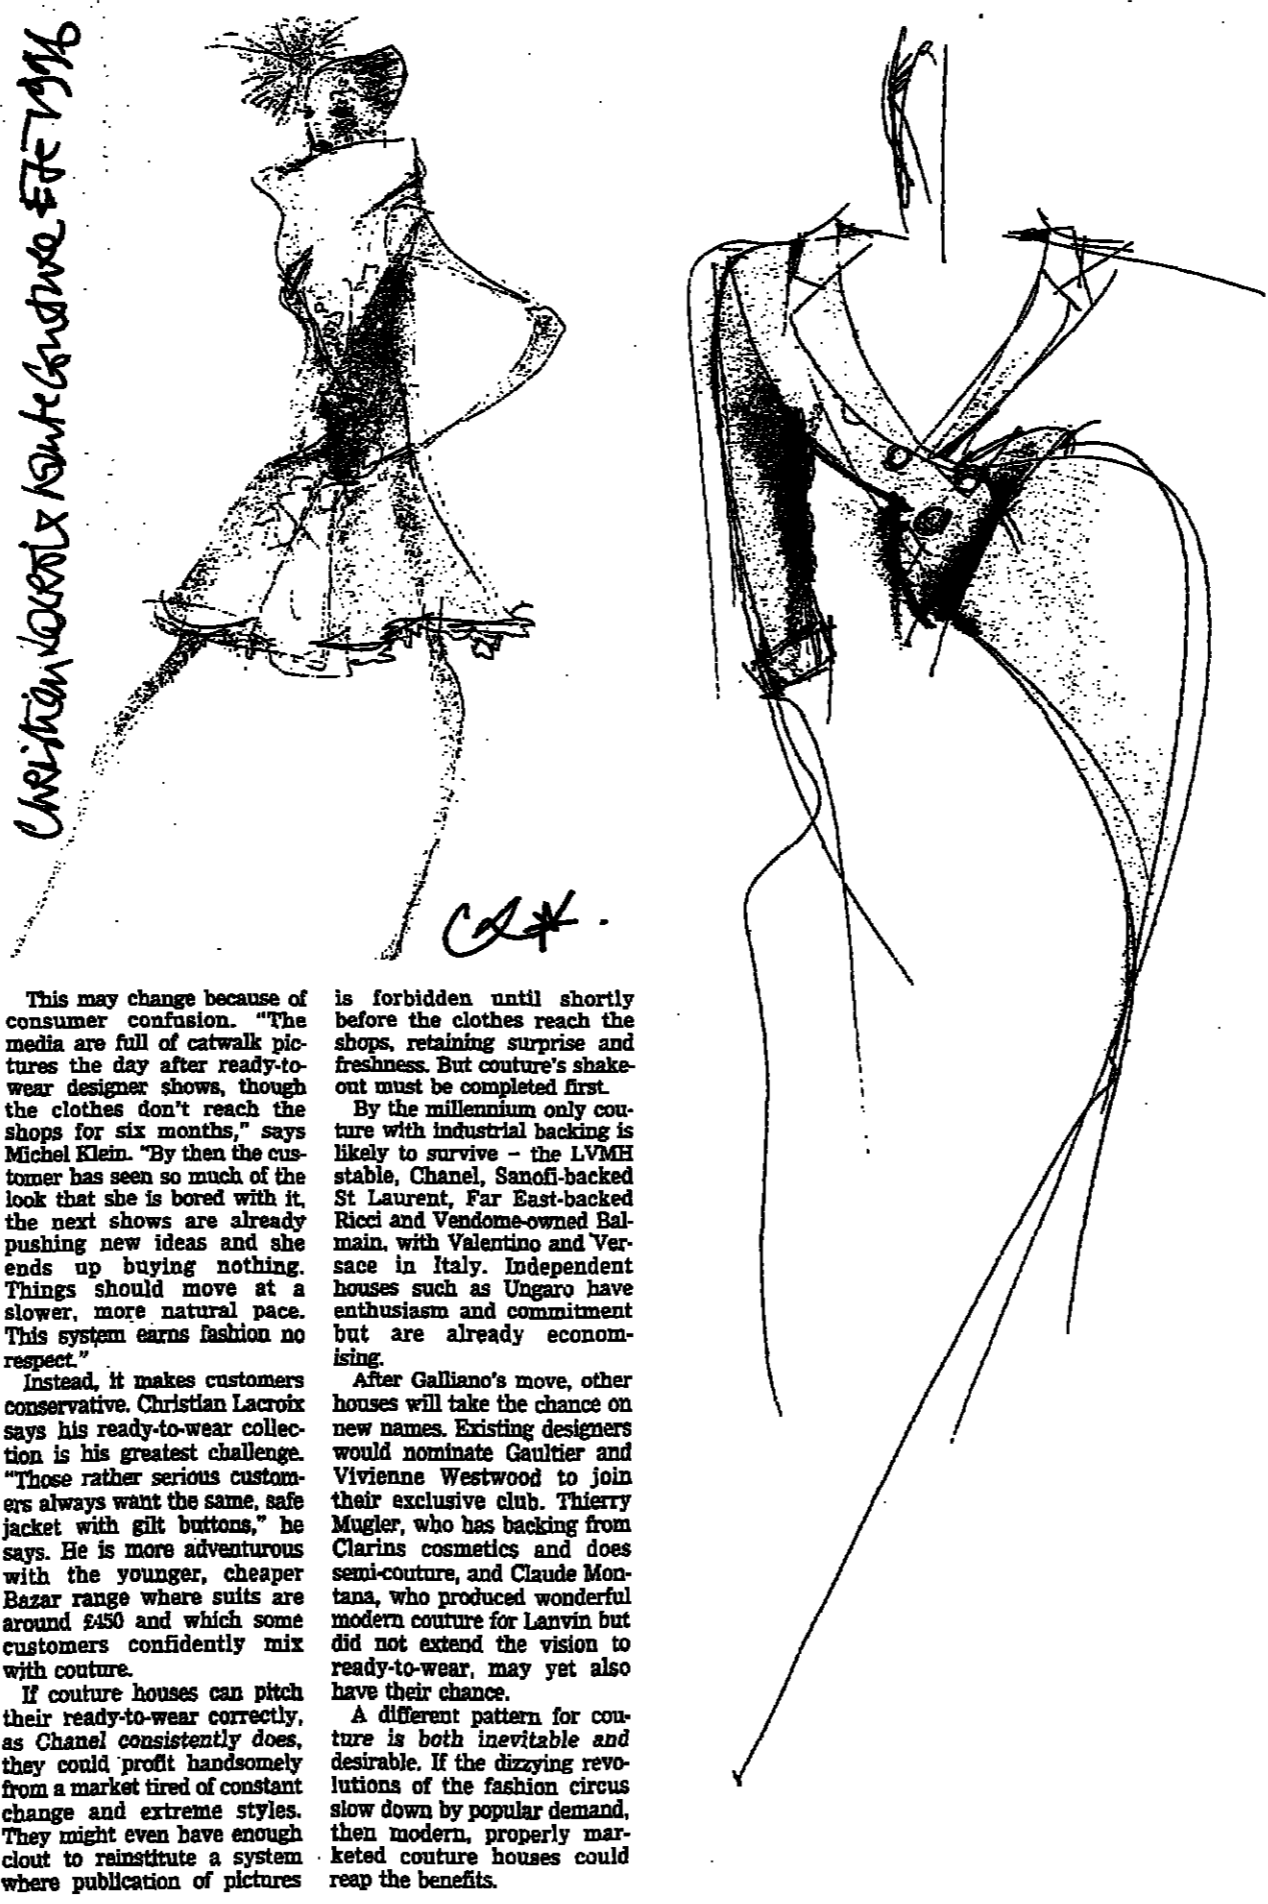 Christian Lacroix haute Couture Eté 1996
This may change because of
consumer confusion. “The
media are full of catwalk pic-
tures the day after ready-to-
wear designer shows, though
the clothes don't reach the
shops for six months,” says
Michel Klein. “By then the cus-
tomer has seen so much of the
look that she is bored with it,
the next shows are already
pushing new ideas and she
ends up buying nothing.
Things should move at a
slower, more natural pace.
This system earns fashion no
respect.”
Instead, it makes customers
conservative. Christian Lacroix
says his ready-to-wear collec-
tion is his greatest challenge.
“Those rather serious custom-
ers always want the same, safe
jacket with gilt buttons,” he
says. He is more adventurous
with the younger, cheaper
Bazar range where suits are
around £450 and which some
customers confidently mix
with couture.
If couture houses can pitch
their ready-to-wear correctly,
as Chanel consistently does,
they could profit handsomely
from a market tired of constant
change and extreme styles.
They might even have enough
clout to reinstitute a system
where publication of pictures
is forbidden until shortly
before the clothes reach the
shops, retaining surprise and
freshness. But couture's shake-
out must be completed first.
By the millennium only cou-
ture with industrial backing is
likely to survive – the LVMH
stable, Chanel, Sanofi-backed
St Laurent, Far East-backed
Ricci and Vendome-owned Bal-
main, with Valentino and Ver-
sace in Italy. Independent
houses such as Ungaro have
enthusiasm and commitment
but are already econom-
ising.
After Galliano's move, other
houses will take the chance on
new names. Existing designers
would nominate Gaultier and
Vivienne Westwood to join
their exclusive club. Thierry
Mugler, who has backing from
Clarins cosmetics and does
semi-couture, and Claude Mon-
tana, who produced wonderful
modern couture for Lanvin but
did not extend the vision to
ready-to-wear, may yet also
have their chance.
A different pattern for cou-
ture is both inevitable and
desirable. If the dizzying revo-
lutions of the fashion circus
slow down by popular demand,
then modern, properly mar-
keted couture houses could
reap the benefits.